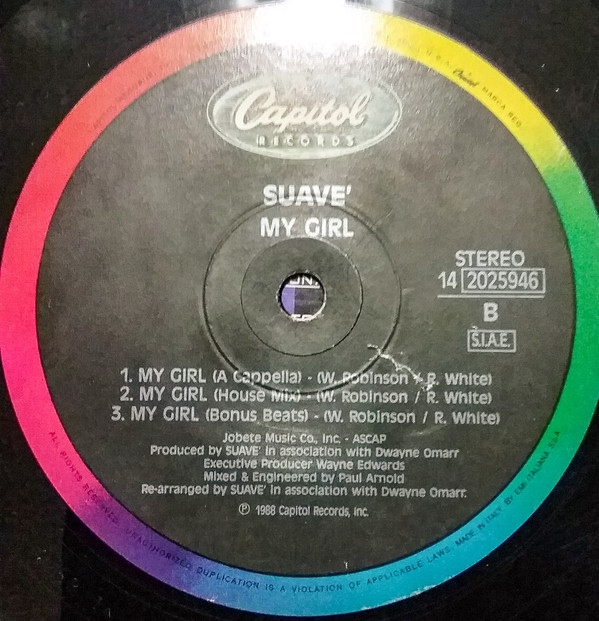 Capitol
RECORDS
SUAVE'
MY GIRL
STEREO
14 2025946
B
S.I.A.E.
1. MY GIRL (A Cappella) - (W. Robinson / R. White)
2. MY GIRL (House Mix) - (W. Robinson / R. White)
3. MY GIRL (Bonus Beats) - (W. Robinson / R. White)
Jobete Music Co., Inc. - ASCAP
Produced by SUAVE' in association with Dwayne Omarr
Executive Producer Wayne Edwards
Mixed & Engineered by Paul Arnold
Re-arranged by SUAVE' in association with Dwayne Omarr.
℗ 1988 Capitol Records, Inc.
ALL RIGHTS RESERVED. UNAUTHORIZED DUPLICATION IS A VIOLATION OF APPLICABLE LAWS. MADE IN ITALY BY EMI ITALIANA S.p.A.
U.S.A. Capitol MARCA REG.